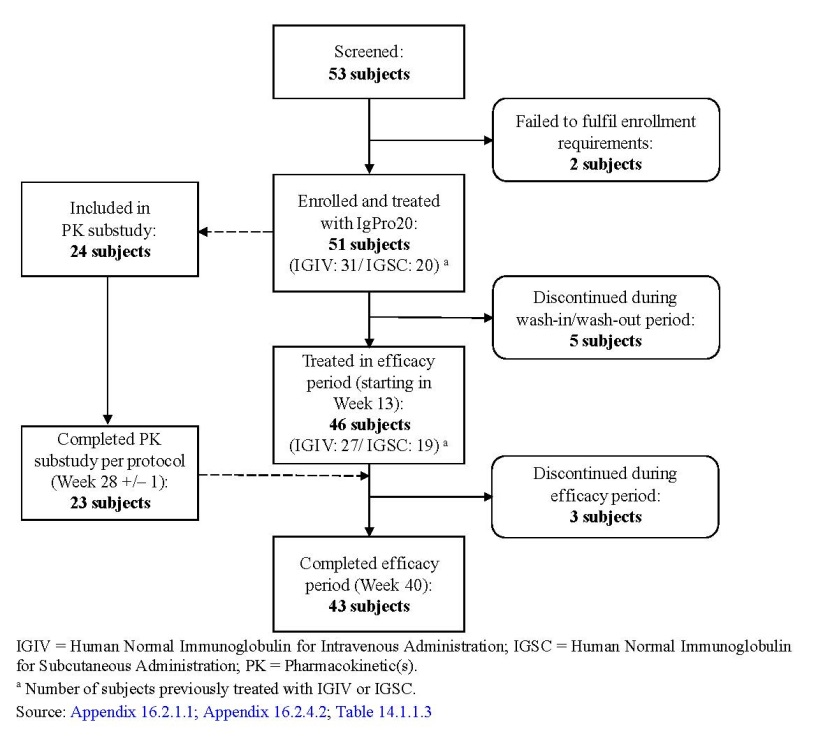 Screened:
53 subjects
Failed to fulfil enrollment
requirements:
2 subjects
Enrolled and treated
with IgPro20:
51 subjects
(IGIV: 31/ IGSC: 20) a
Included in
PK substudy:
24 subjects
Discontinued during
wash-in/wash-out period:
5 subjects
Treated in efficacy
period (starting in
Week 13):
46 subjects
(IGIV: 27/ IGSC: 19) a
Completed PK
substudy per protocol
(Week 28 +/– 1):
23 subjects
Discontinued during
efficacy period:
3 subjects
Completed efficacy
period (Week 40):
43 subjects
IGIV = Human Normal Immunoglobulin for Intravenous Administration; IGSC = Human Normal Immunoglobulin
for Subcutaneous Administration; PK = Pharmacokinetic(s).
a Number of subjects previously treated with IGIV or IGSC.
Source: Appendix 16.2.1.1; Appendix 16.2.4.2; Table 14.1.1.3